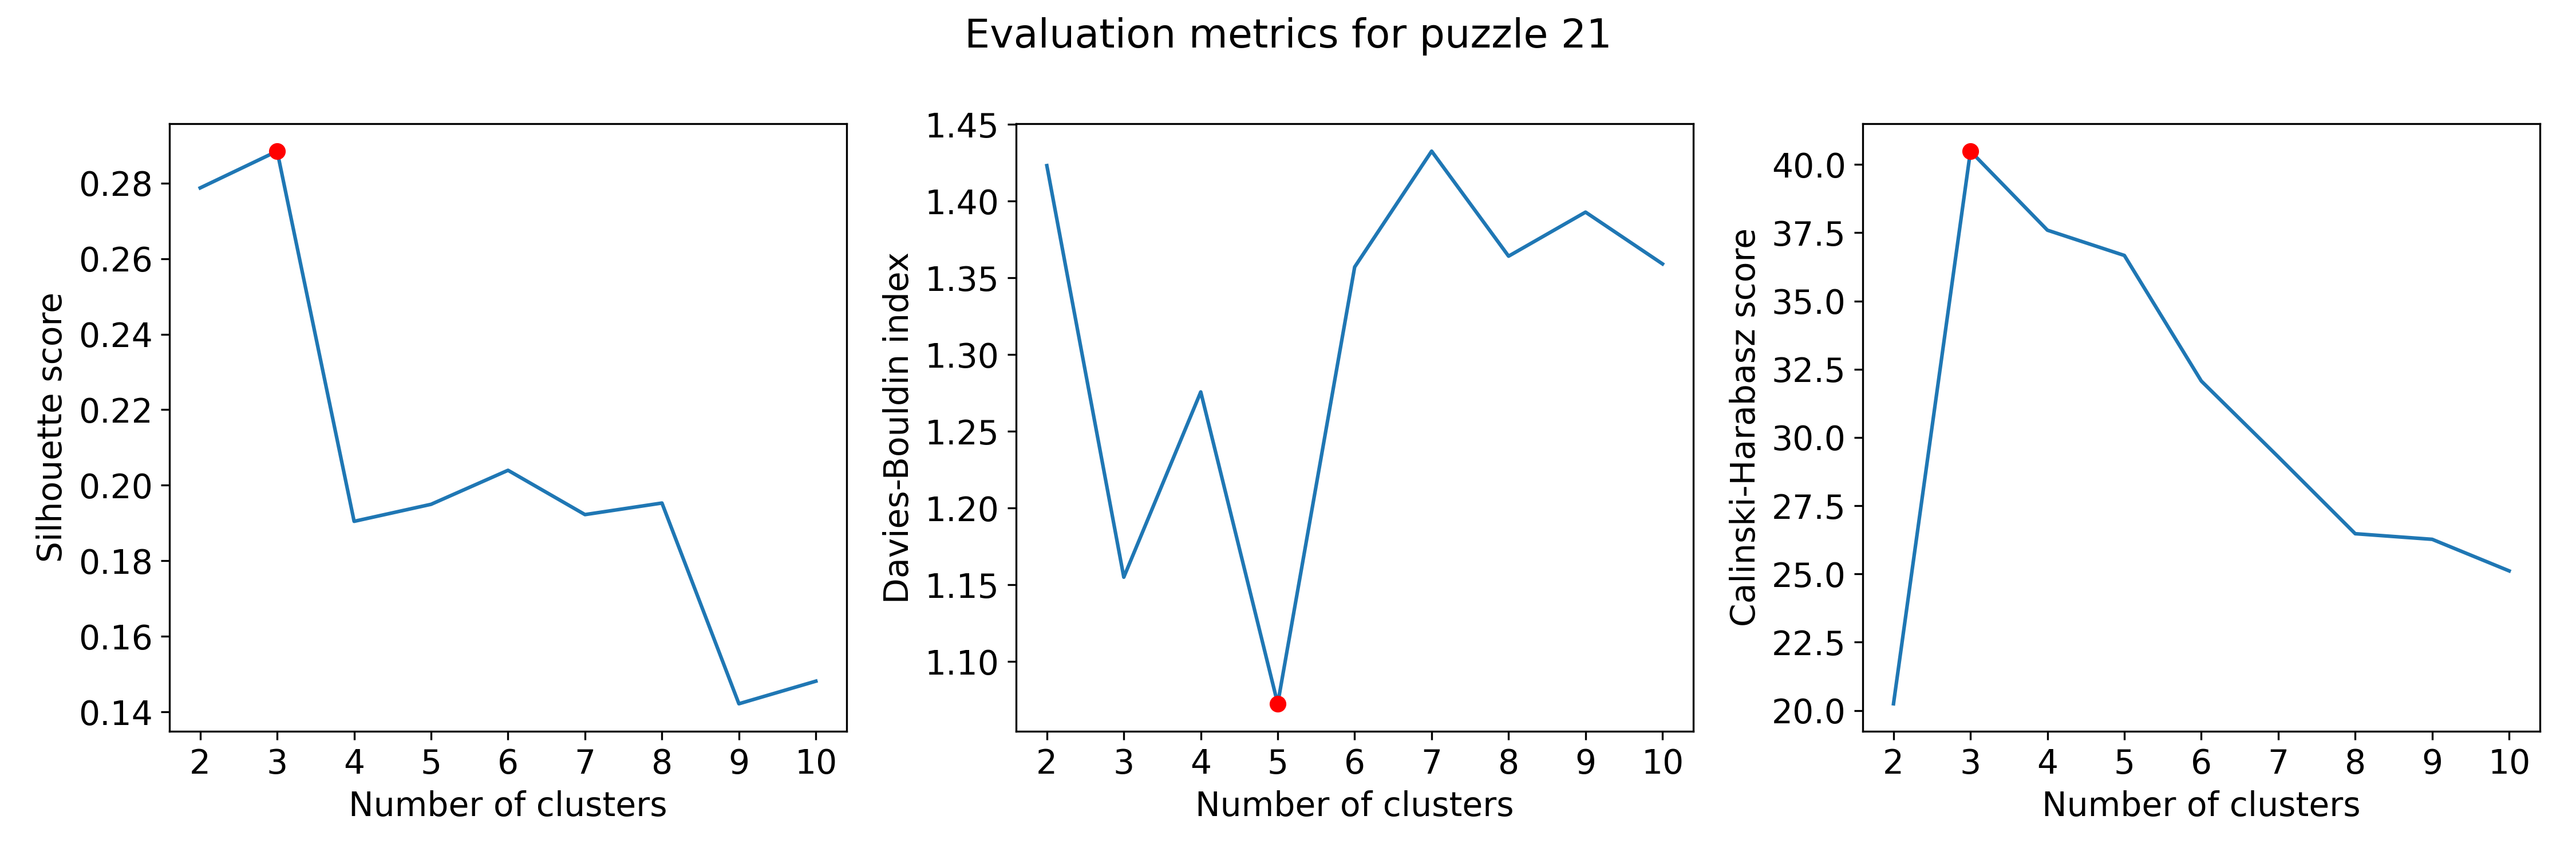 Evaluation metrics for puzzle 21
Silhouette score
0.28
0.26
0.24
0.22
0.20
0.18
0.16
0.14
2 3 4 5 6 7 8 9 10
Number of clusters
Davies-Bouldin index
1.45
1.40
1.35
1.30
1.25
1.20
1.15
1.10
2 3 4 5 6 7 8 9 10
Number of clusters
Calinski-Harabasz score
40.0
37.5
35.0
32.5
30.0
27.5
25.0
22.5
20.0
2 3 4 5 6 7 8 9 10
Number of clusters